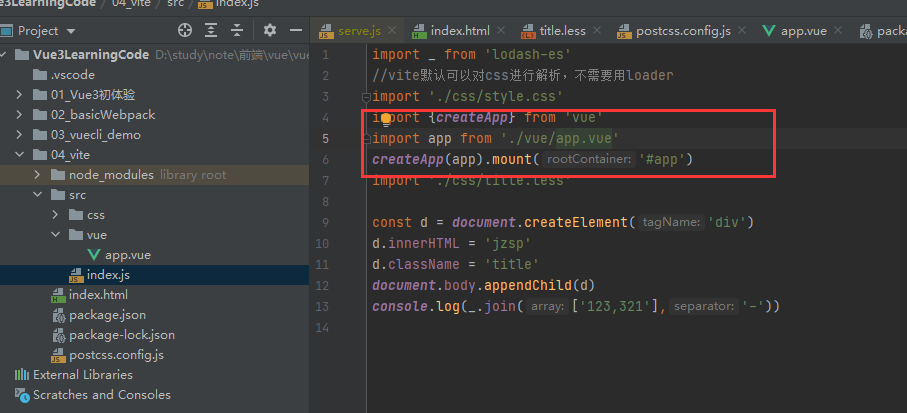 e3LearningCode
04_vite
src
index.js
Project
serve.js
index.html
title.less
postcss.config.js
app.vue
packa
Vue3LearningCode D:\study\note\前端\vue\vue
.vscode
01_Vue3初体验
02_basicWebpack
03_vuecli_demo
04_vite
node_modules library root
src
css
vue
app.vue
index.js
index.html
package.json
package-lock.json
postcss.config.js
External Libraries
Scratches and Consoles
1 import _ from 'lodash-es'
2 //vite默认可以对css进行解析，不需要用loader
3 import './css/style.css'
4 import {createApp} from 'vue'
5 import app from './vue/app.vue'
6 createApp(app).mount( rootContainer: '#app')
7 import './css/title.less'
8
9 const d = document.createElement( tagName: 'div')
10 d.innerHTML = 'jzsp'
11 d.className = 'title'
12 document.body.appendChild(d)
13 console.log(_.join( array: ['123,321'], separator: '-'))
14